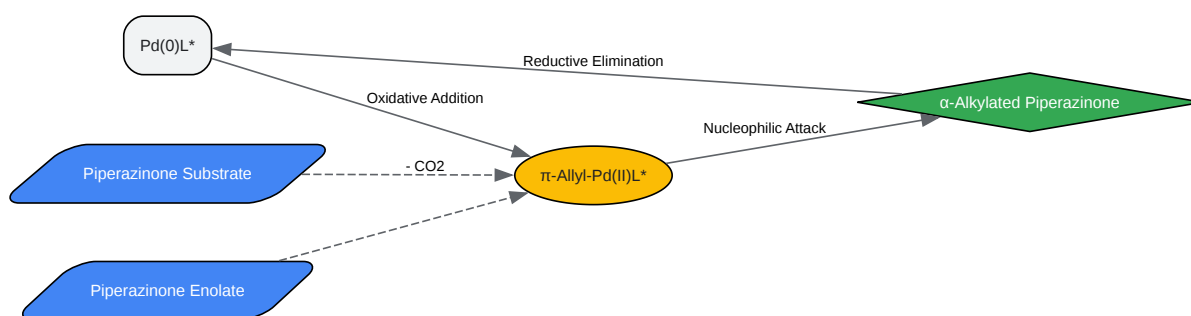 Pd(0)L*
Reductive Elimination
Oxidative Addition
α-Alkylated Piperazinone
Nucleophilic Attack
- CO2
Piperazinone Substrate
π-Allyl-Pd(II)L*
Piperazinone Enolate